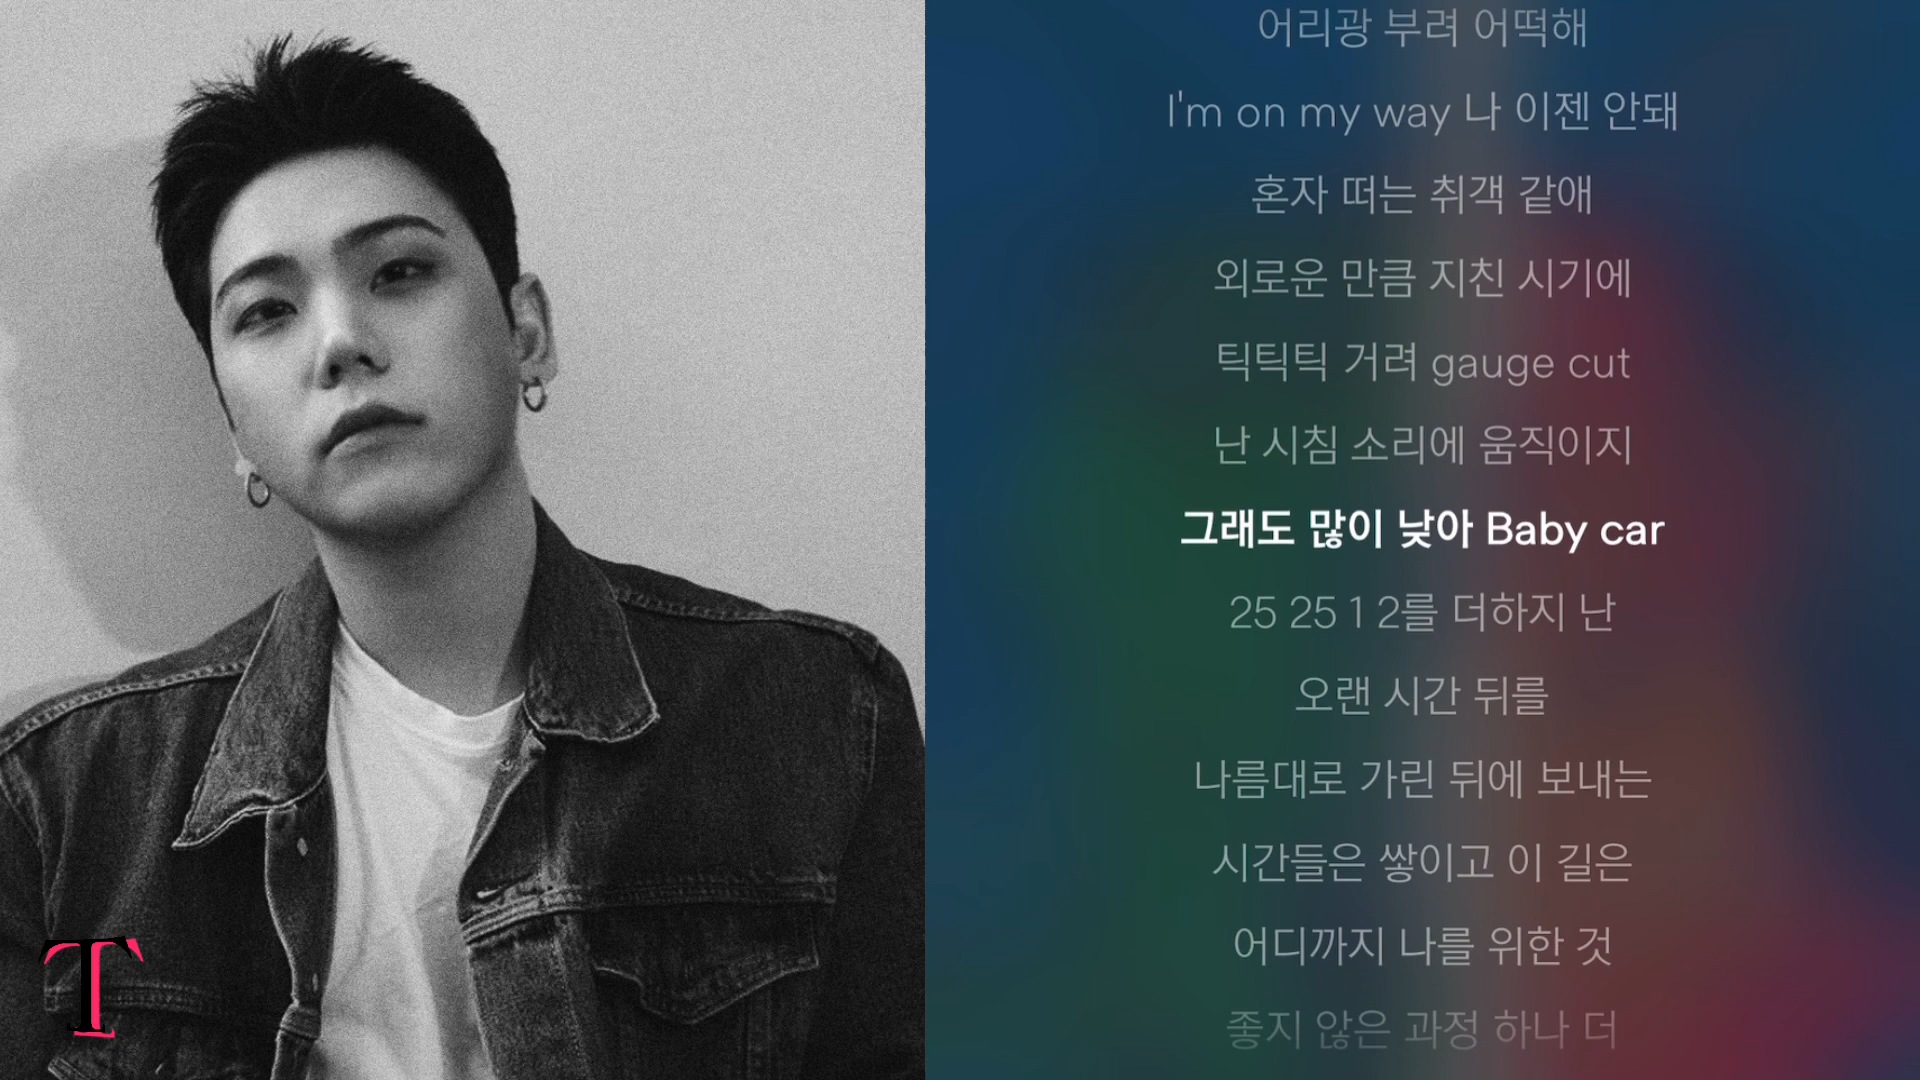 어리광 부려 어떡해
I'm on my way 나 이젠 안돼
혼자 떠는 취객 같애
외로운 만큼 지친 시기에
틱틱틱 거려 gauge cut
난 시침 소리에 움직이지
그래도 많이 낮아 Baby car
25 25 1 2를 더하지 난
오랜 시간 뒤를
나름대로 가린 뒤에 보내는
시간들은 쌓이고 이 길은
어디까지 나를 위한 것
좋지 않은 과정 하나 더
T